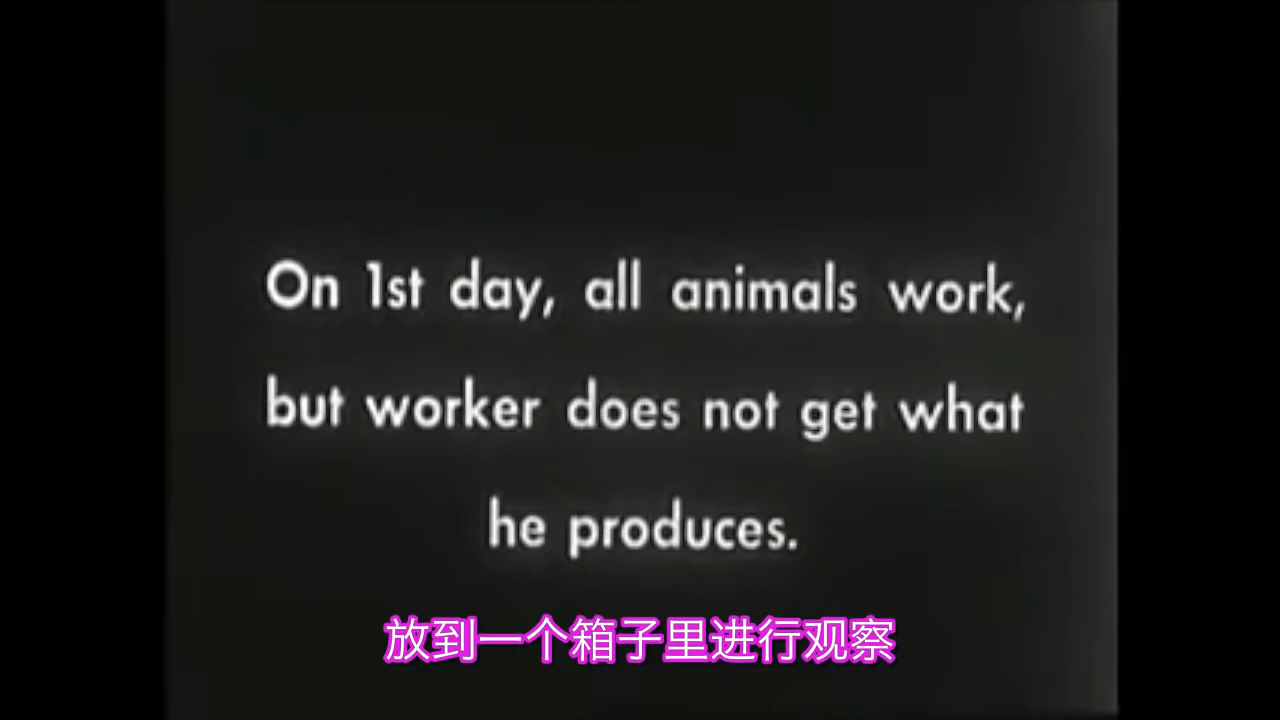 On 1st day, all animals work,
but worker does not get what
he produces.
放到一个箱子里进行观察